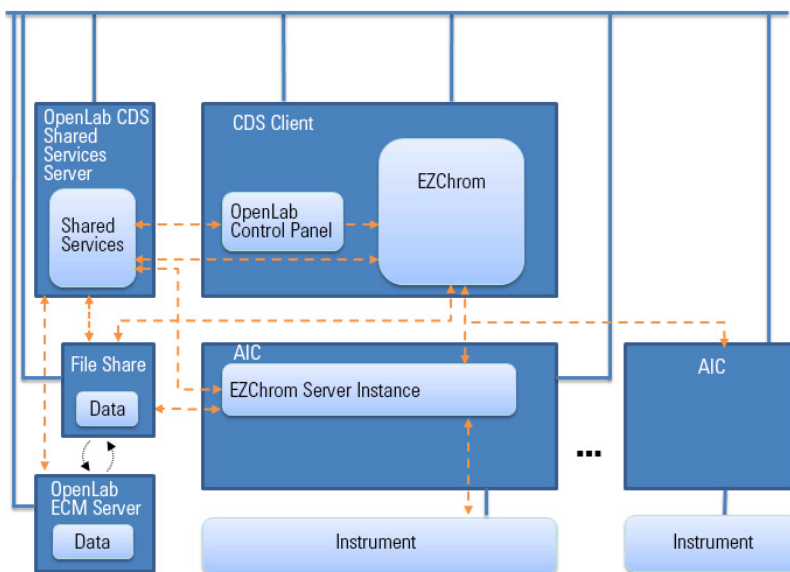 OpenLab CDS
Shared
Services
Server
Shared
Services
CDS Client
OpenLab
Control Panel
EZChrom
File Share
Data
AIC
EZChrom Server Instance
AIC
...
OpenLab
ECM Server
Data
Instrument
Instrument